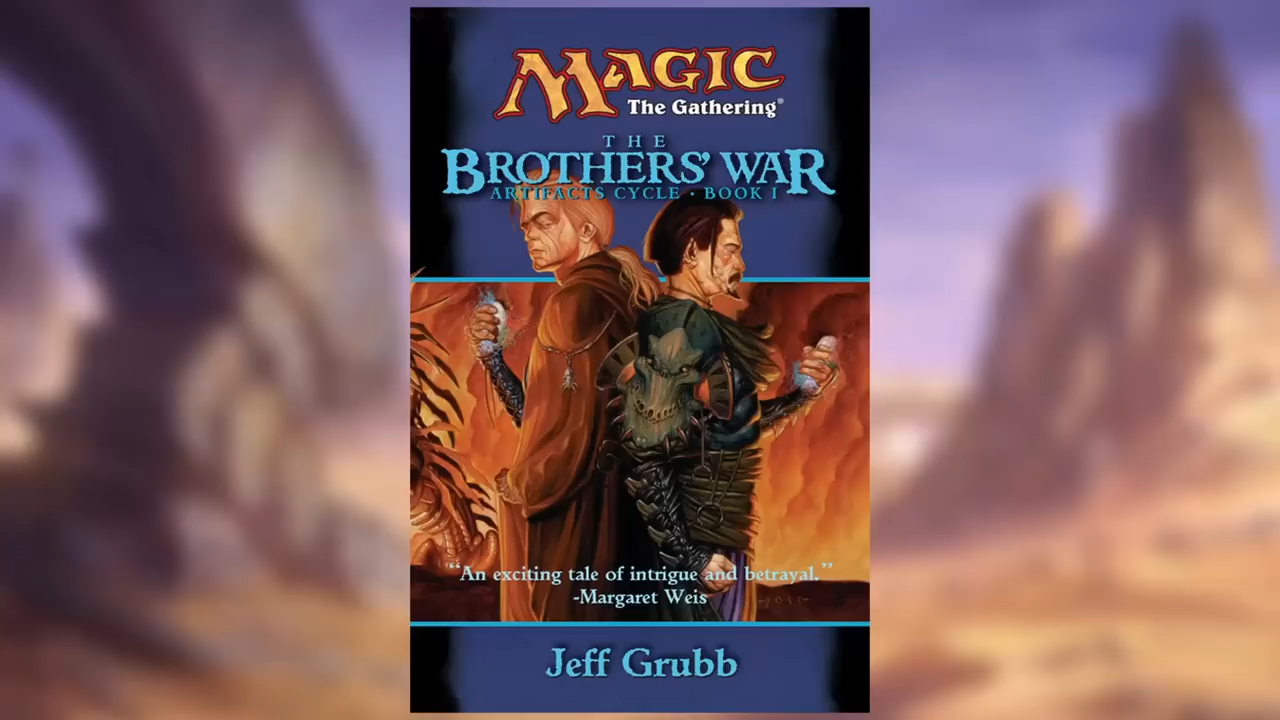 MAGIC
The Gathering®
THE
BROTHERS' WAR
ARTIFACTS CYCLE · BOOK I
““An exciting tale of intrigue and betrayal.”
-Margaret Weis
Jeff Grubb